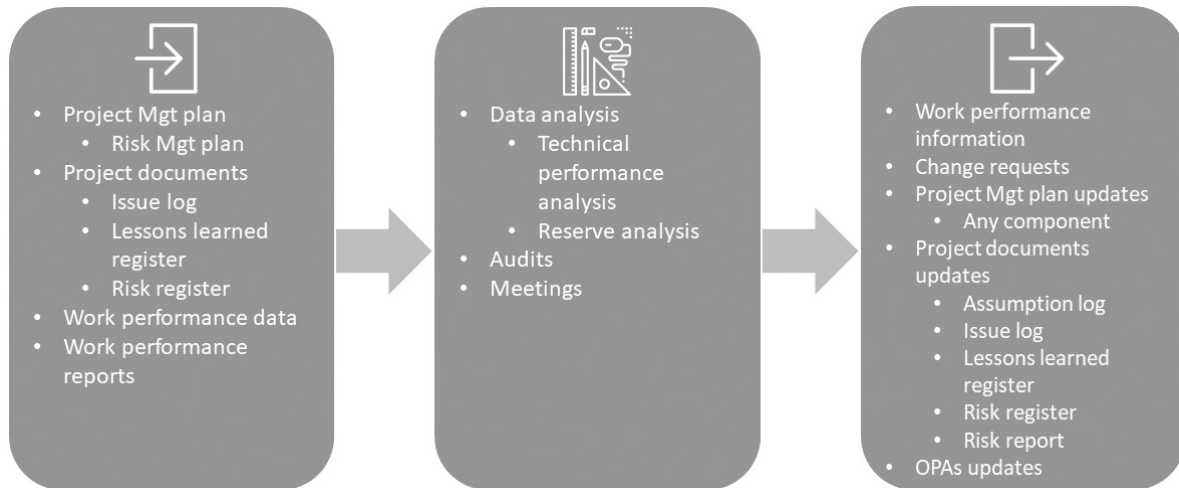 • Project Mgt plan
• Risk Mgt plan
• Project documents
• Issue log
• Lessons learned
register
• Risk register
• Work performance data
• Work performance
reports
• Data analysis
• Technical
performance
analysis
• Reserve analysis
• Audits
• Meetings
• Work performance
information
• Change requests
• Project Mgt plan updates
• Any component
• Project documents
updates
• Assumption log
• Issue log
• Lessons learned
register
• Risk register
• Risk report
• OPAs updates